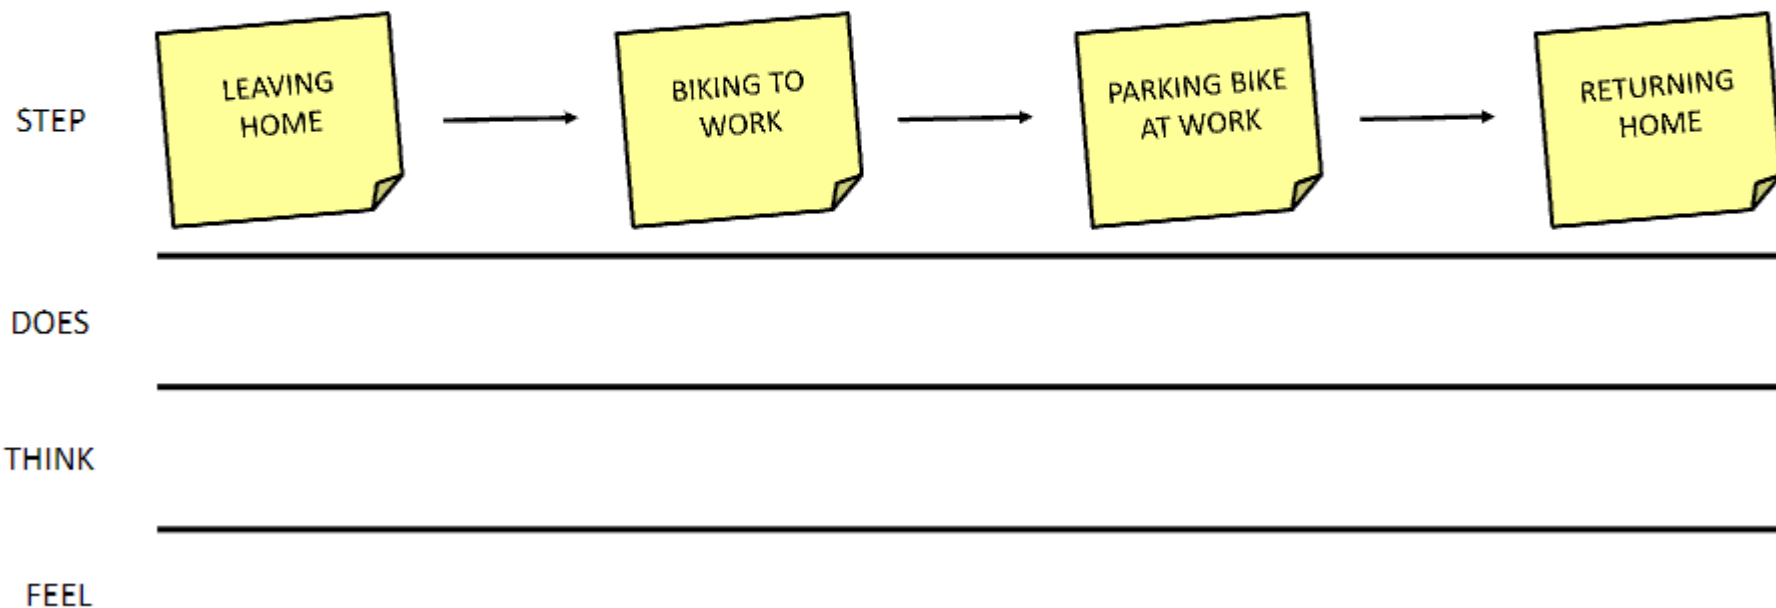 STEP
LEAVING
HOME
BIKING TO
WORK
PARKING BIKE
AT WORK
RETURNING
HOME
DOES
THINK
FEEL